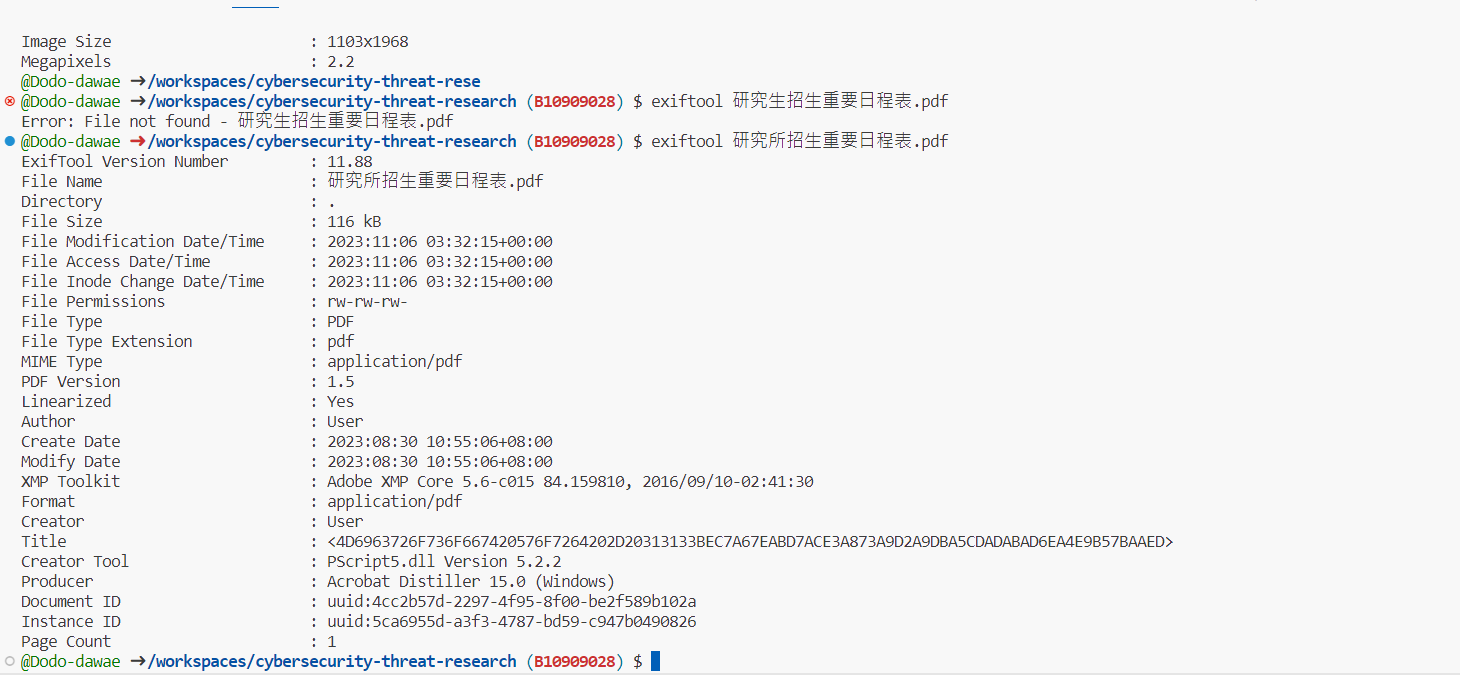 Image Size : 1103x1968
Megapixels : 2.2
@Dodo-dawae ➜/workspaces/cybersecurity-threat-rese
@Dodo-dawae ➜/workspaces/cybersecurity-threat-research (B10909028) $ exiftool 研究生招生重要日程表.pdf
Error: File not found - 研究生招生重要日程表.pdf
@Dodo-dawae ➜/workspaces/cybersecurity-threat-research (B10909028) $ exiftool 研究所招生重要日程表.pdf
ExifTool Version Number : 11.88
File Name : 研究所招生重要日程表.pdf
Directory : .
File Size : 116 kB
File Modification Date/Time : 2023:11:06 03:32:15+00:00
File Access Date/Time : 2023:11:06 03:32:15+00:00
File Inode Change Date/Time : 2023:11:06 03:32:15+00:00
File Permissions : rw-rw-rw-
File Type : PDF
File Type Extension : pdf
MIME Type : application/pdf
PDF Version : 1.5
Linearized : Yes
Author : User
Create Date : 2023:08:30 10:55:06+08:00
Modify Date : 2023:08:30 10:55:06+08:00
XMP Toolkit : Adobe XMP Core 5.6-c015 84.159810, 2016/09/10-02:41:30
Format : application/pdf
Creator : User
Title : <4D6963726F736F667420576F7264202D20313133BEC7A67EABD7ACE3A873A9D2A9DBA5CDADABAD6EA4E9B57BAAED>
Creator Tool : PScript5.dll Version 5.2.2
Producer : Acrobat Distiller 15.0 (Windows)
Document ID : uuid:4cc2b57d-2297-4f95-8f00-be2f589b102a
Instance ID : uuid:5ca6955d-a3f3-4787-bd59-c947b0490826
Page Count : 1
@Dodo-dawae ➜/workspaces/cybersecurity-threat-research (B10909028) $